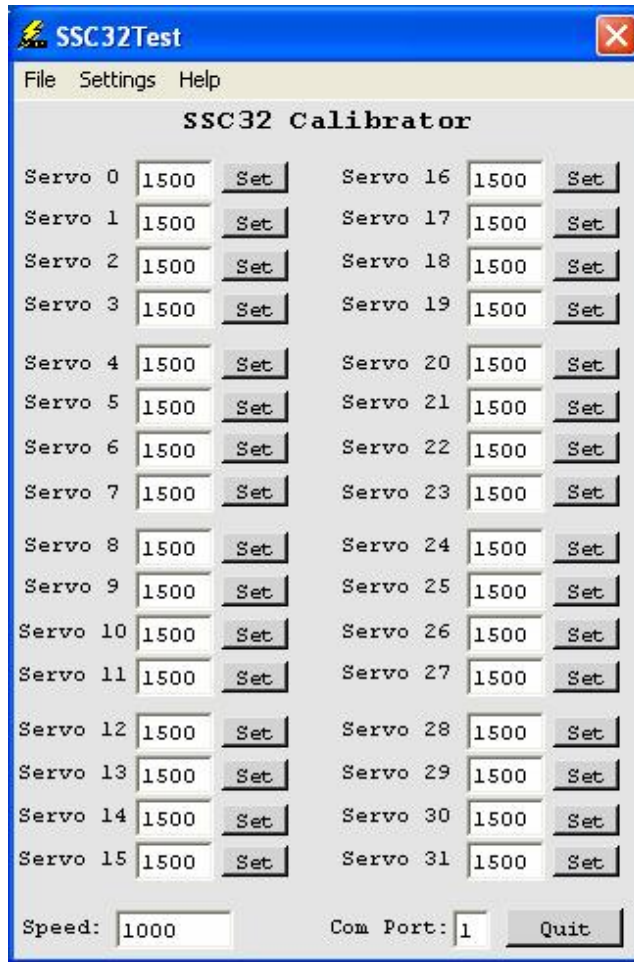 SSC32Test
File Settings Help
SSC32 Calibrator
Servo 0 1500 Set Servo 16 1500 Set
Servo 1 1500 Set Servo 17 1500 Set
Servo 2 1500 Set Servo 18 1500 Set
Servo 3 1500 Set Servo 19 1500 Set
Servo 4 1500 Set Servo 20 1500 Set
Servo 5 1500 Set Servo 21 1500 Set
Servo 6 1500 Set Servo 22 1500 Set
Servo 7 1500 Set Servo 23 1500 Set
Servo 8 1500 Set Servo 24 1500 Set
Servo 9 1500 Set Servo 25 1500 Set
Servo 10 1500 Set Servo 26 1500 Set
Servo 11 1500 Set Servo 27 1500 Set
Servo 12 1500 Set Servo 28 1500 Set
Servo 13 1500 Set Servo 29 1500 Set
Servo 14 1500 Set Servo 30 1500 Set
Servo 15 1500 Set Servo 31 1500 Set
Speed: 1000 Com Port: 1 Quit